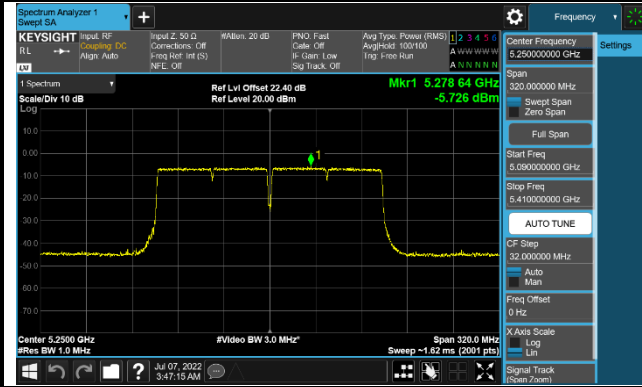 Spectrum Analyzer 1
Swept SA
+
Frequency
KEYSIGHT
RL
Input: RF
Coupling: DC
Align: Auto
Input Z: 50 Ω
Corrections: Off
Freq Ref: Int (S)
NFE: Off
#Atten: 20 dB
PNO: Fast
Gate: Off
IF Gain: Low
Sig Track: Off
Avg Type: Power (RMS)
Avg|Hold: 100/100
Trig: Free Run
1 2 3 4 5 6
A W W W W W
A N N N N N
LXI
1 Spectrum
Scale/Div 10 dB
Log
Ref Lvl Offset 22.40 dB
Ref Level 20.00 dBm
Mkr1 5.278 64 GHz
-5.726 dBm
10.0
0.00
1
10.0
20.0
30.0
40.0
50.0
60.0
70.0
Center 5.2500 GHz
#Res BW 1.0 MHz
#Video BW 3.0 MHz*
Span 320.0 MHz
Sweep ~1.62 ms (2001 pts)
Jul 07, 2022
3:47:15 AM
?
Center Frequency
5.250000000 GHz
Settings
Span
320.000000 MHz
Swept Span
Zero Span
Full Span
Start Freq
5.090000000 GHz
Stop Freq
5.410000000 GHz
AUTO TUNE
CF Step
32.000000 MHz
Auto
Man
Freq Offset
0 Hz
X Axis Scale
Log
Lin
Signal Track
(Span Zoom)